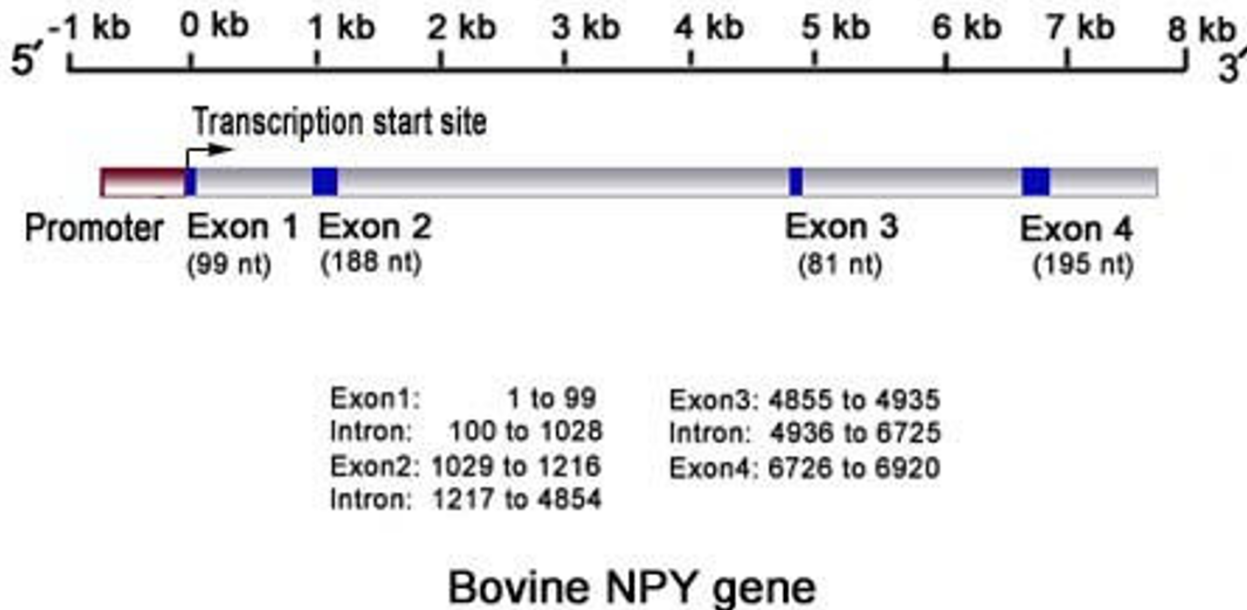 -1 kb 0 kb 1 kb 2 kb 3 kb 4 kb 5 kb 6 kb 7 kb 8 kb
5′ 3′
Transcription start site
Promoter Exon 1 Exon 2 Exon 3 Exon 4
(99 nt) (188 nt) (81 nt) (195 nt)
Exon1: 1 to 99 Exon3: 4855 to 4935
Intron: 100 to 1028 Intron: 4936 to 6725
Exon2: 1029 to 1216 Exon4: 6726 to 6920
Intron: 1217 to 4854
Bovine NPY gene